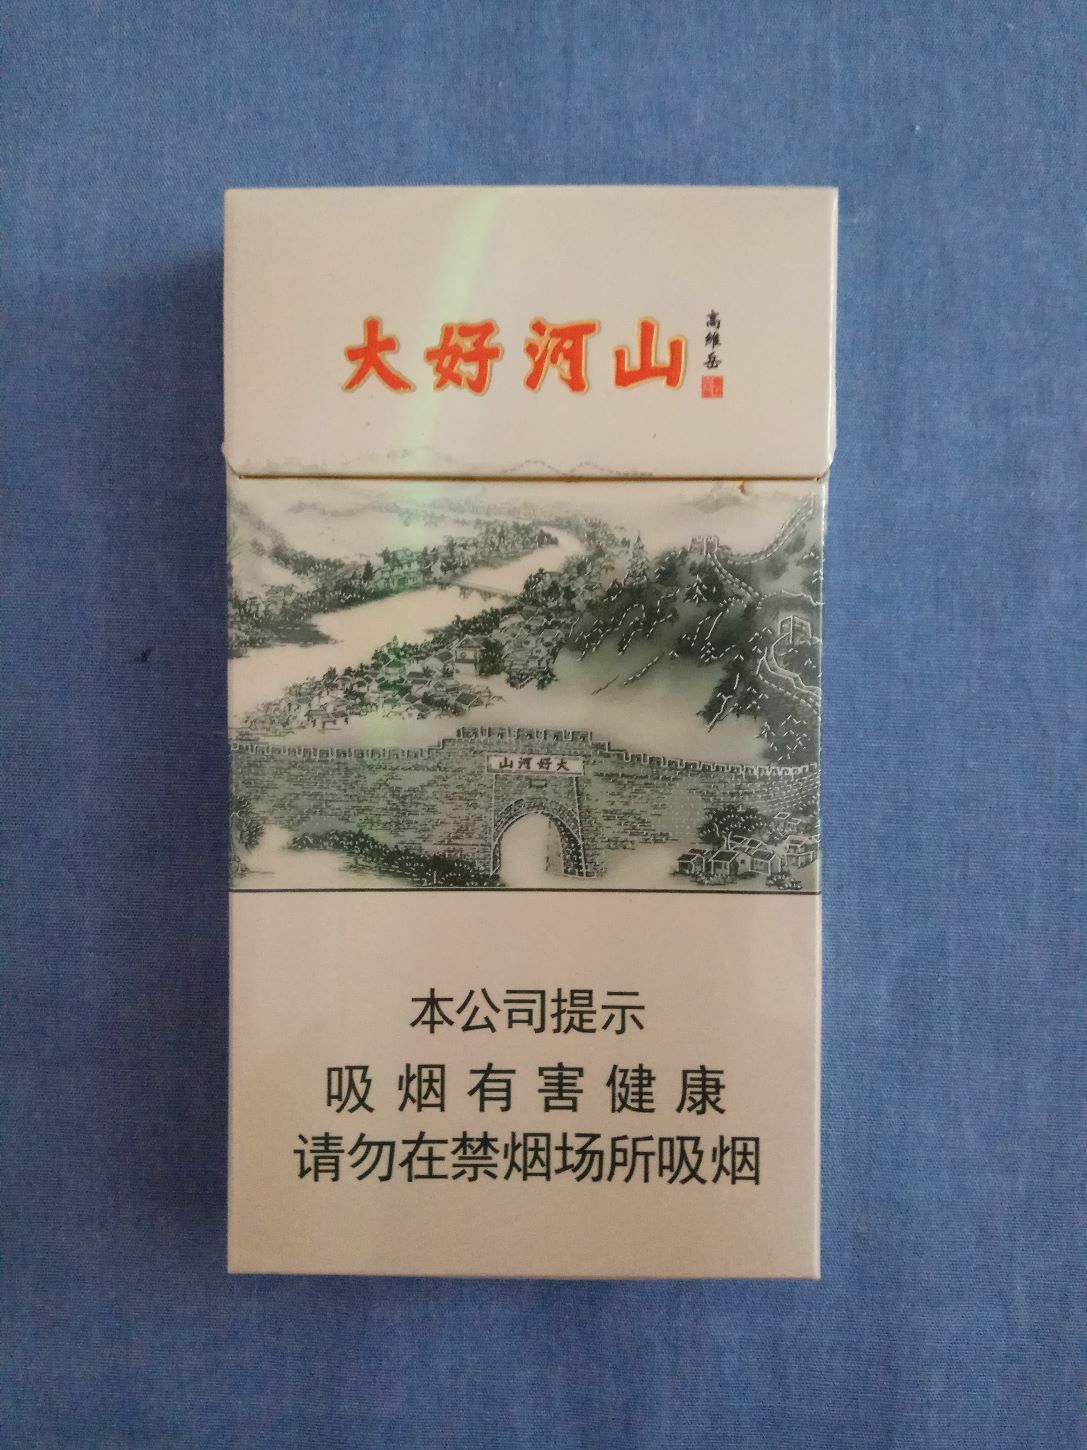 大好河山
高維岳
山河好大
本公司提示
吸烟有害健康
请勿在禁烟场所吸烟